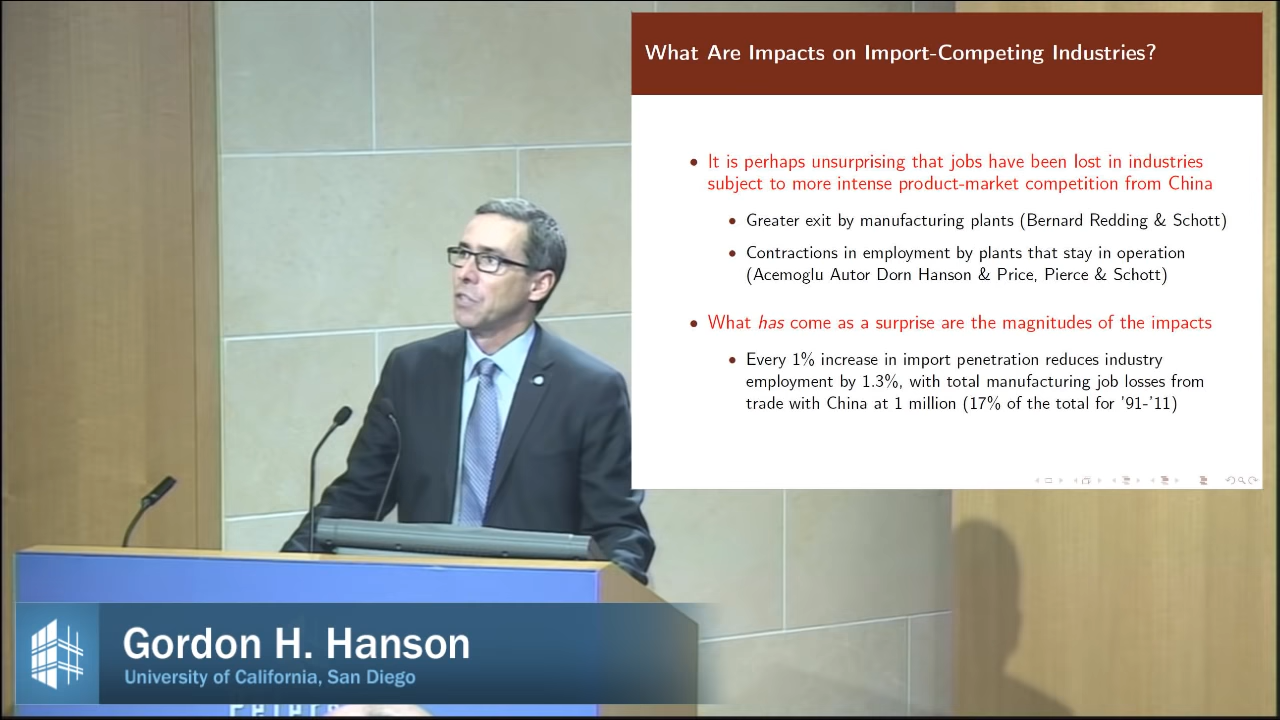 What Are Impacts on Import-Competing Industries?
• It is perhaps unsurprising that jobs have been lost in industries
subject to more intense product-market competition from China
• Greater exit by manufacturing plants (Bernard Redding & Schott)
• Contractions in employment by plants that stay in operation
(Acemoglu Autor Dorn Hanson & Price, Pierce & Schott)
• What has come as a surprise are the magnitudes of the impacts
• Every 1% increase in import penetration reduces industry
employment by 1.3%, with total manufacturing job losses from
trade with China at 1 million (17% of the total for '91-'11)
Gordon H. Hanson
University of California, San Diego